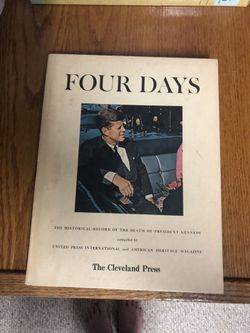 FOUR DAYS
THE HISTORICAL RECORD OF THE DEATH OF PRESIDENT KENNEDY
compiled by
UNITED PRESS INTERNATIONAL and AMERICAN HERITAGE MAGAZINE
The Cleveland Press